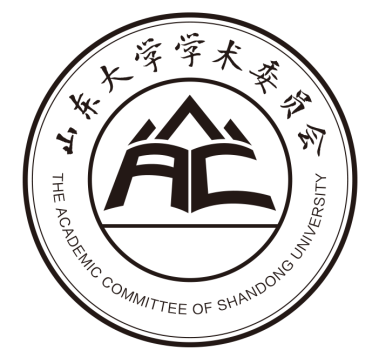 山东大学学术委员会
AC
THE ACADEMIC COMMITTEE OF SHANDONG UNIVERSITY